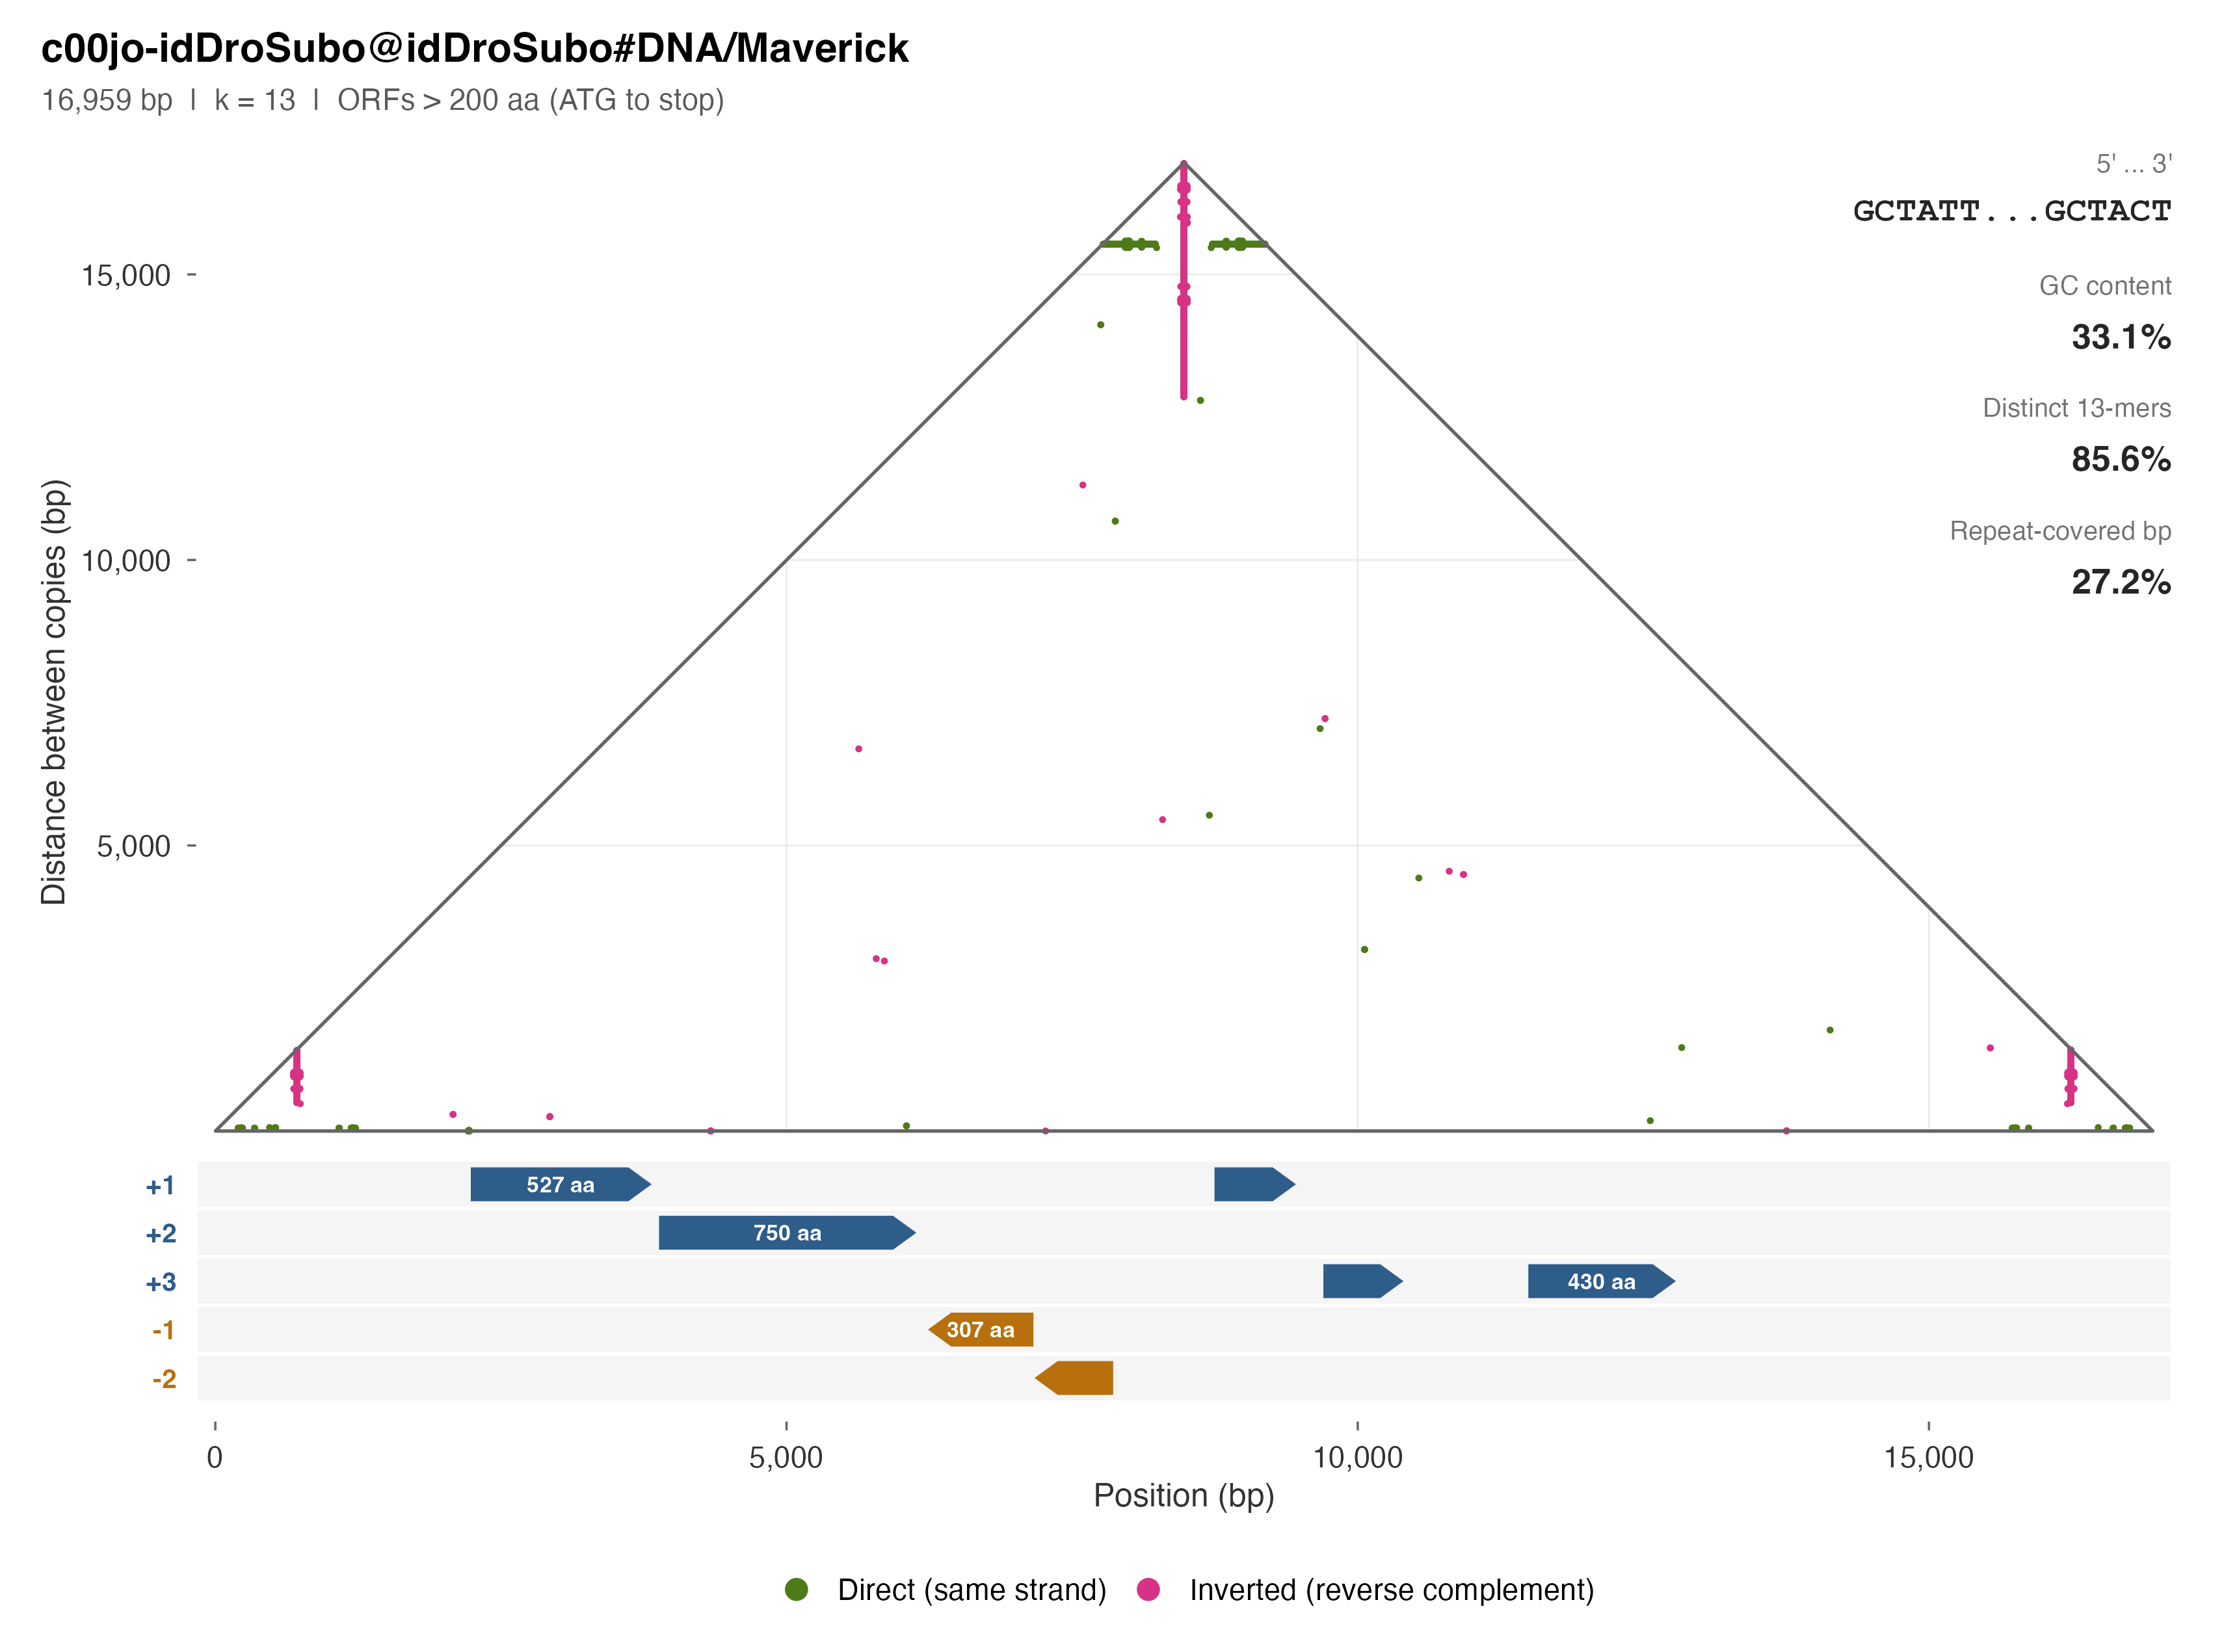 c00jo-idDroSubo@idDroSubo#DNA/Maverick
16,959 bp | k = 13 | ORFs > 200 aa (ATG to stop)
5' ... 3'
GCTATT...GCTACT
GC content
33.1%
Distinct 13-mers
85.6%
Repeat-covered bp
27.2%
Distance between copies (bp)
15,000
10,000
5,000
+1
527 aa
+2
750 aa
+3
430 aa
-1
307 aa
-2
0
5,000
10,000
15,000
Position (bp)
Direct (same strand)
Inverted (reverse complement)